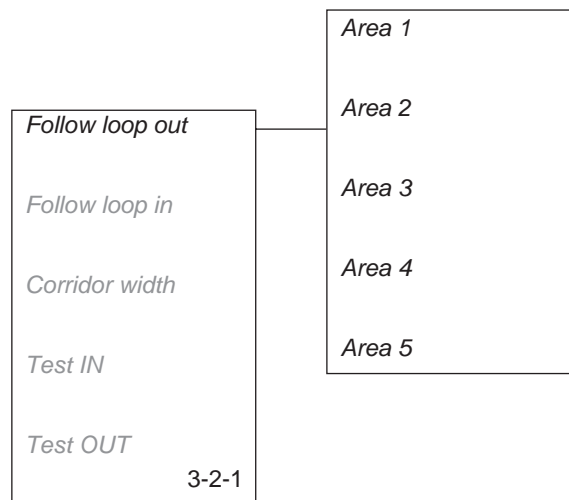 Follow loop out
Follow loop in
Corridor width
Test IN
Test OUT
3-2-1
Area 1
Area 2
Area 3
Area 4
Area 5